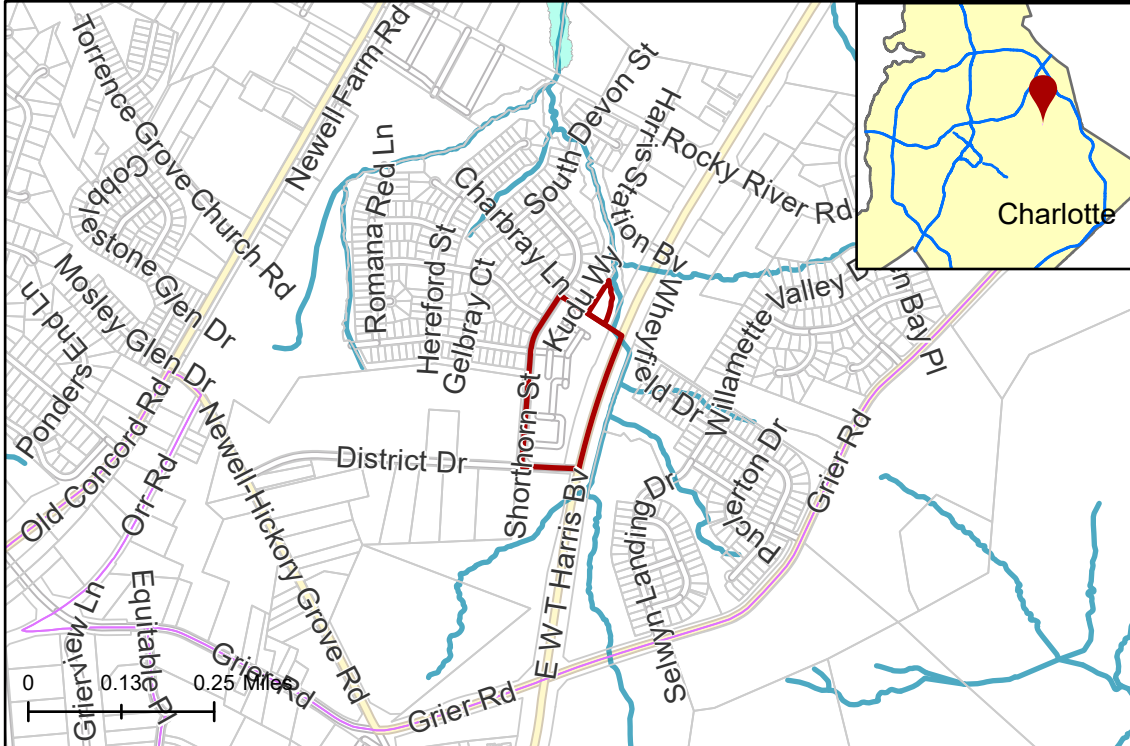 Torrence Grove Church Rd
Newell Farm Rd
South Devon St
Harris Station Bv
Rocky River Rd
Charlotte
Romana Red Ln
Charbray Ln
Hereford St
Gelbray Ct
Kudu Wy
Wheyfield Dr
Willamette Valley
Bay Pl
Cobblestone Glen Dr
Mosley Glen Dr
Ponders End Ln
Shorthorn St
District Dr
Old Concord Rd
Orr Rd
Newell-Hickory Grove Rd
E W T Harris Bv
Selwyn Landing Dr
Grier Rd
Grierview Ln
Equitable Pl
Grier Rd
Grier Rd
0 0.13 0.25 Miles